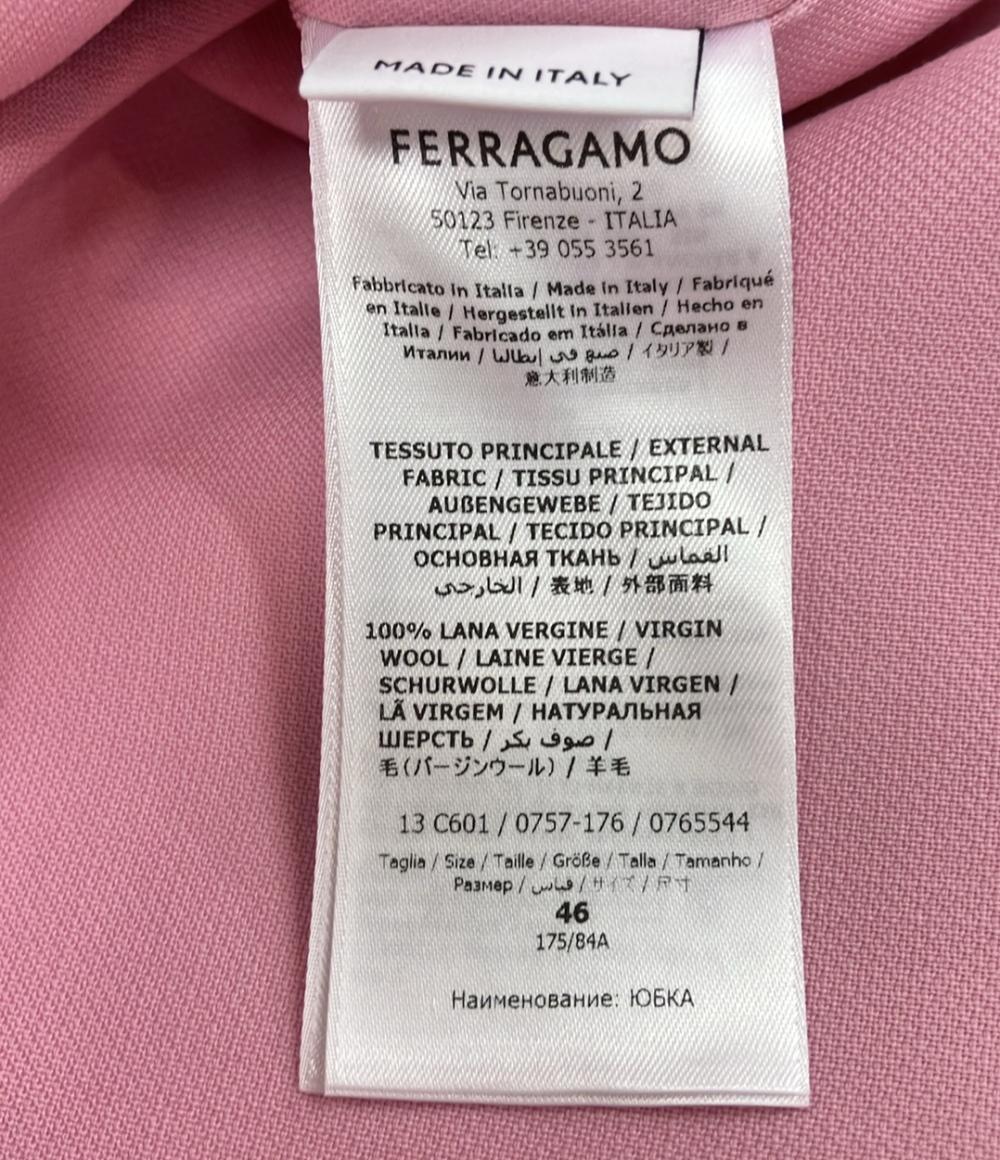 MADE IN ITALY
FERRAGAMO
Via Tornabuoni, 2
50123 Firenze - ITALIA
Tel: +39 055 3561
Fabbricato in Italia / Made in Italy / Fabriqué
en Italie / Hergestellt in Italien / Hecho en
Italia / Fabricado em Itália / Сделано в
Италии / صنع في إيطاليا / イタリア製 /
意大利制造
TESSUTO PRINCIPALE / EXTERNAL
FABRIC / TISSU PRINCIPAL /
AUßENGEWEBE / TEJIDO
PRINCIPAL / TECIDO PRINCIPAL /
ОСНОВНАЯ ТКАНЬ / القماس
الخارجي / 表地 / 外部面料
100% LANA VERGINE / VIRGIN
WOOL / LAINE VIERGE /
SCHURWOLLE / LANA VIRGEN /
LÃ VIRGEM / НАТУРАЛЬНАЯ
ШЕРСТЬ / صوف بكر /
毛(バージンウール) / 羊毛
13 C601 / 0757-176 / 0765544
Taglia / Size / Taille / Größe / Talla / Tamanho /
Размер / قياس / サイズ / 尺寸
46
175/84A
Наименование: ЮБКА